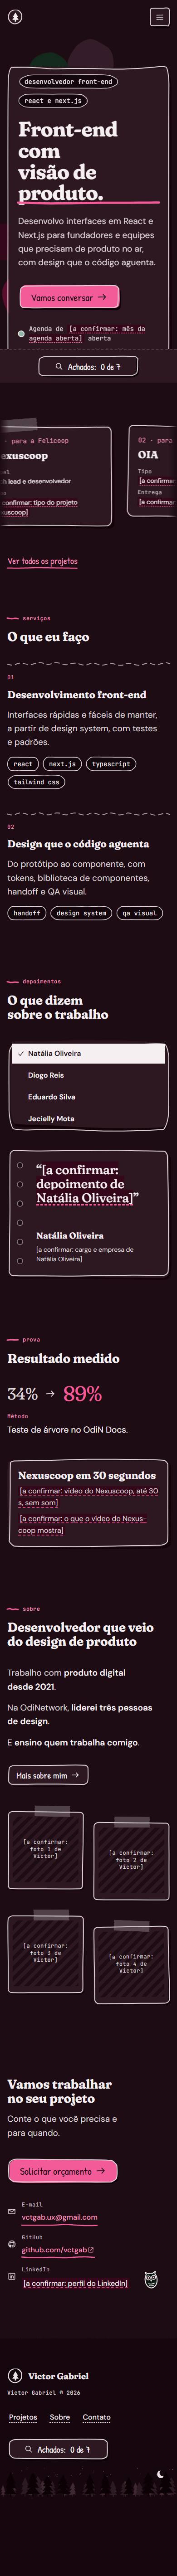 desenvolvedor front-end
react e next.js
Front-end
com
visão de
produto.
Desenvolvo interfaces em React e
Next.js para fundadores e equipes
que precisam de produto no ar,
com design que o código aguenta.
Vamos conversar
Agenda de [a confirmar: mês da
agenda aberta] aberta
Achados: 0 de 7
· para a Felicoop
exuscoop
h lead e desenvolvedor
confirmar: tipo do projeto
uscoop]
02 · para
OIA
Tipo
[a confirmar
Entrega
[a confirmar
Ver todos os projetos
serviços
O que eu faço
01
Desenvolvimento front-end
Interfaces rápidas e fáceis de manter,
a partir de design system, com testes
e padrões.
react
next.js
typescript
tailwind css
02
Design que o código aguenta
Do protótipo ao componente, com
tokens, biblioteca de componentes,
handoff e QA visual.
handoff
design system
qa visual
depoimentos
O que dizem
sobre o trabalho
Natália Oliveira
Diogo Reis
Eduardo Silva
Jecielly Mota
“[a confirmar:
depoimento de
Natália Oliveira]”
Natália Oliveira
[a confirmar: cargo e empresa de
Natália Oliveira]
prova
Resultado medido
34% → 89%
Método
Teste de árvore no OdiN Docs.
Nexuscoop em 30 segundos
[a confirmar: vídeo do Nexuscoop, até 30
s, sem som]
[a confirmar: o que o vídeo do Nexus-
coop mostra]
sobre
Desenvolvedor que veio
do design de produto
Trabalho com produto digital
desde 2021.
Na OdiNetwork, liderei três pessoas
de design.
E ensino quem trabalha comigo.
Mais sobre mim
[a confirmar:
foto 1 de
Victor]
[a confirmar:
foto 2 de
Victor]
[a confirmar:
foto 3 de
Victor]
[a confirmar:
foto 4 de
Victor]
Vamos trabalhar
no seu projeto
Conte o que você precisa e
para quando.
Solicitar orçamento
E-mail
vctgab.ux@gmail.com
GitHub
github.com/vctgab
LinkedIn
[a confirmar: perfil do LinkedIn]
Victor Gabriel
Victor Gabriel © 2026
Projetos
Sobre
Contato
Achados: 0 de 7